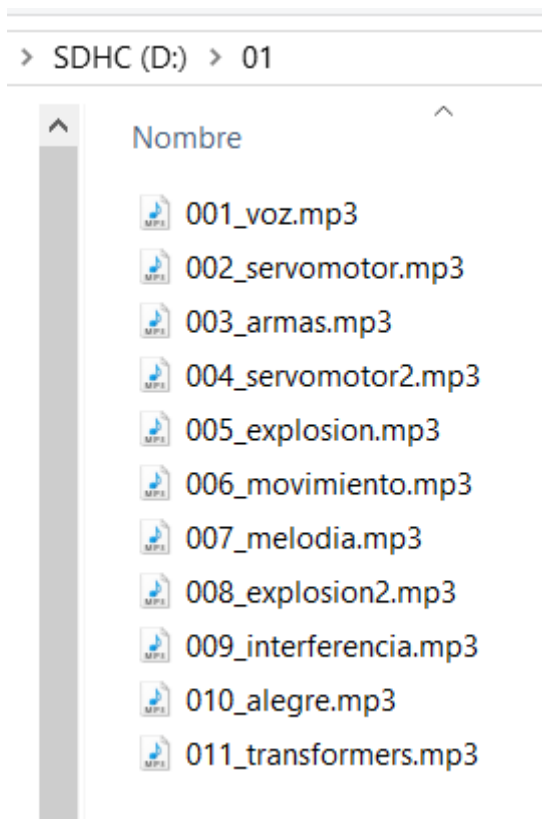 > SDHC (D:) > 01
Nombre
001_voz.mp3
002_servomotor.mp3
003_armas.mp3
004_servomotor2.mp3
005_explosion.mp3
006_movimiento.mp3
007_melodia.mp3
008_explosion2.mp3
009_interferencia.mp3
010_alegre.mp3
011_transformers.mp3